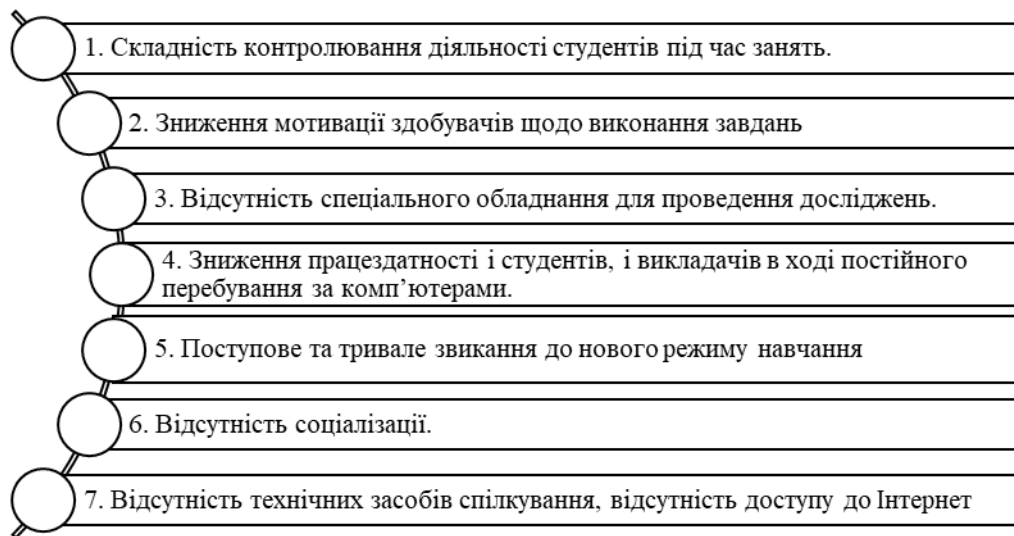 1. Складність контролювання діяльності студентів під час занять.
2. Зниження мотивації здобувачів щодо виконання завдань
3. Відсутність спеціального обладнання для проведення досліджень.
4. Зниження працездатності і студентів, і викладачів в ході постійного
перебування за комп’ютерами.
5. Поступове та тривале звикання до нового режиму навчання
6. Відсутність соціалізації.
7. Відсутність технічних засобів спілкування, відсутність доступу до Інтернет